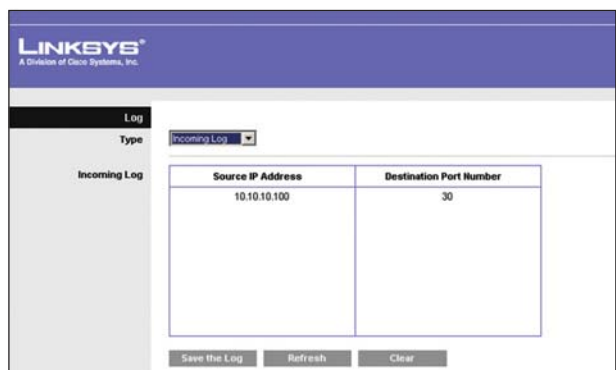 LINKSYS®
A Division of Cisco Systems, Inc.
Log
Type
Incoming Log
Incoming Log
Source IP Address
Destination Port Number
10.10.10.100
30
Save the Log
Refresh
Clear